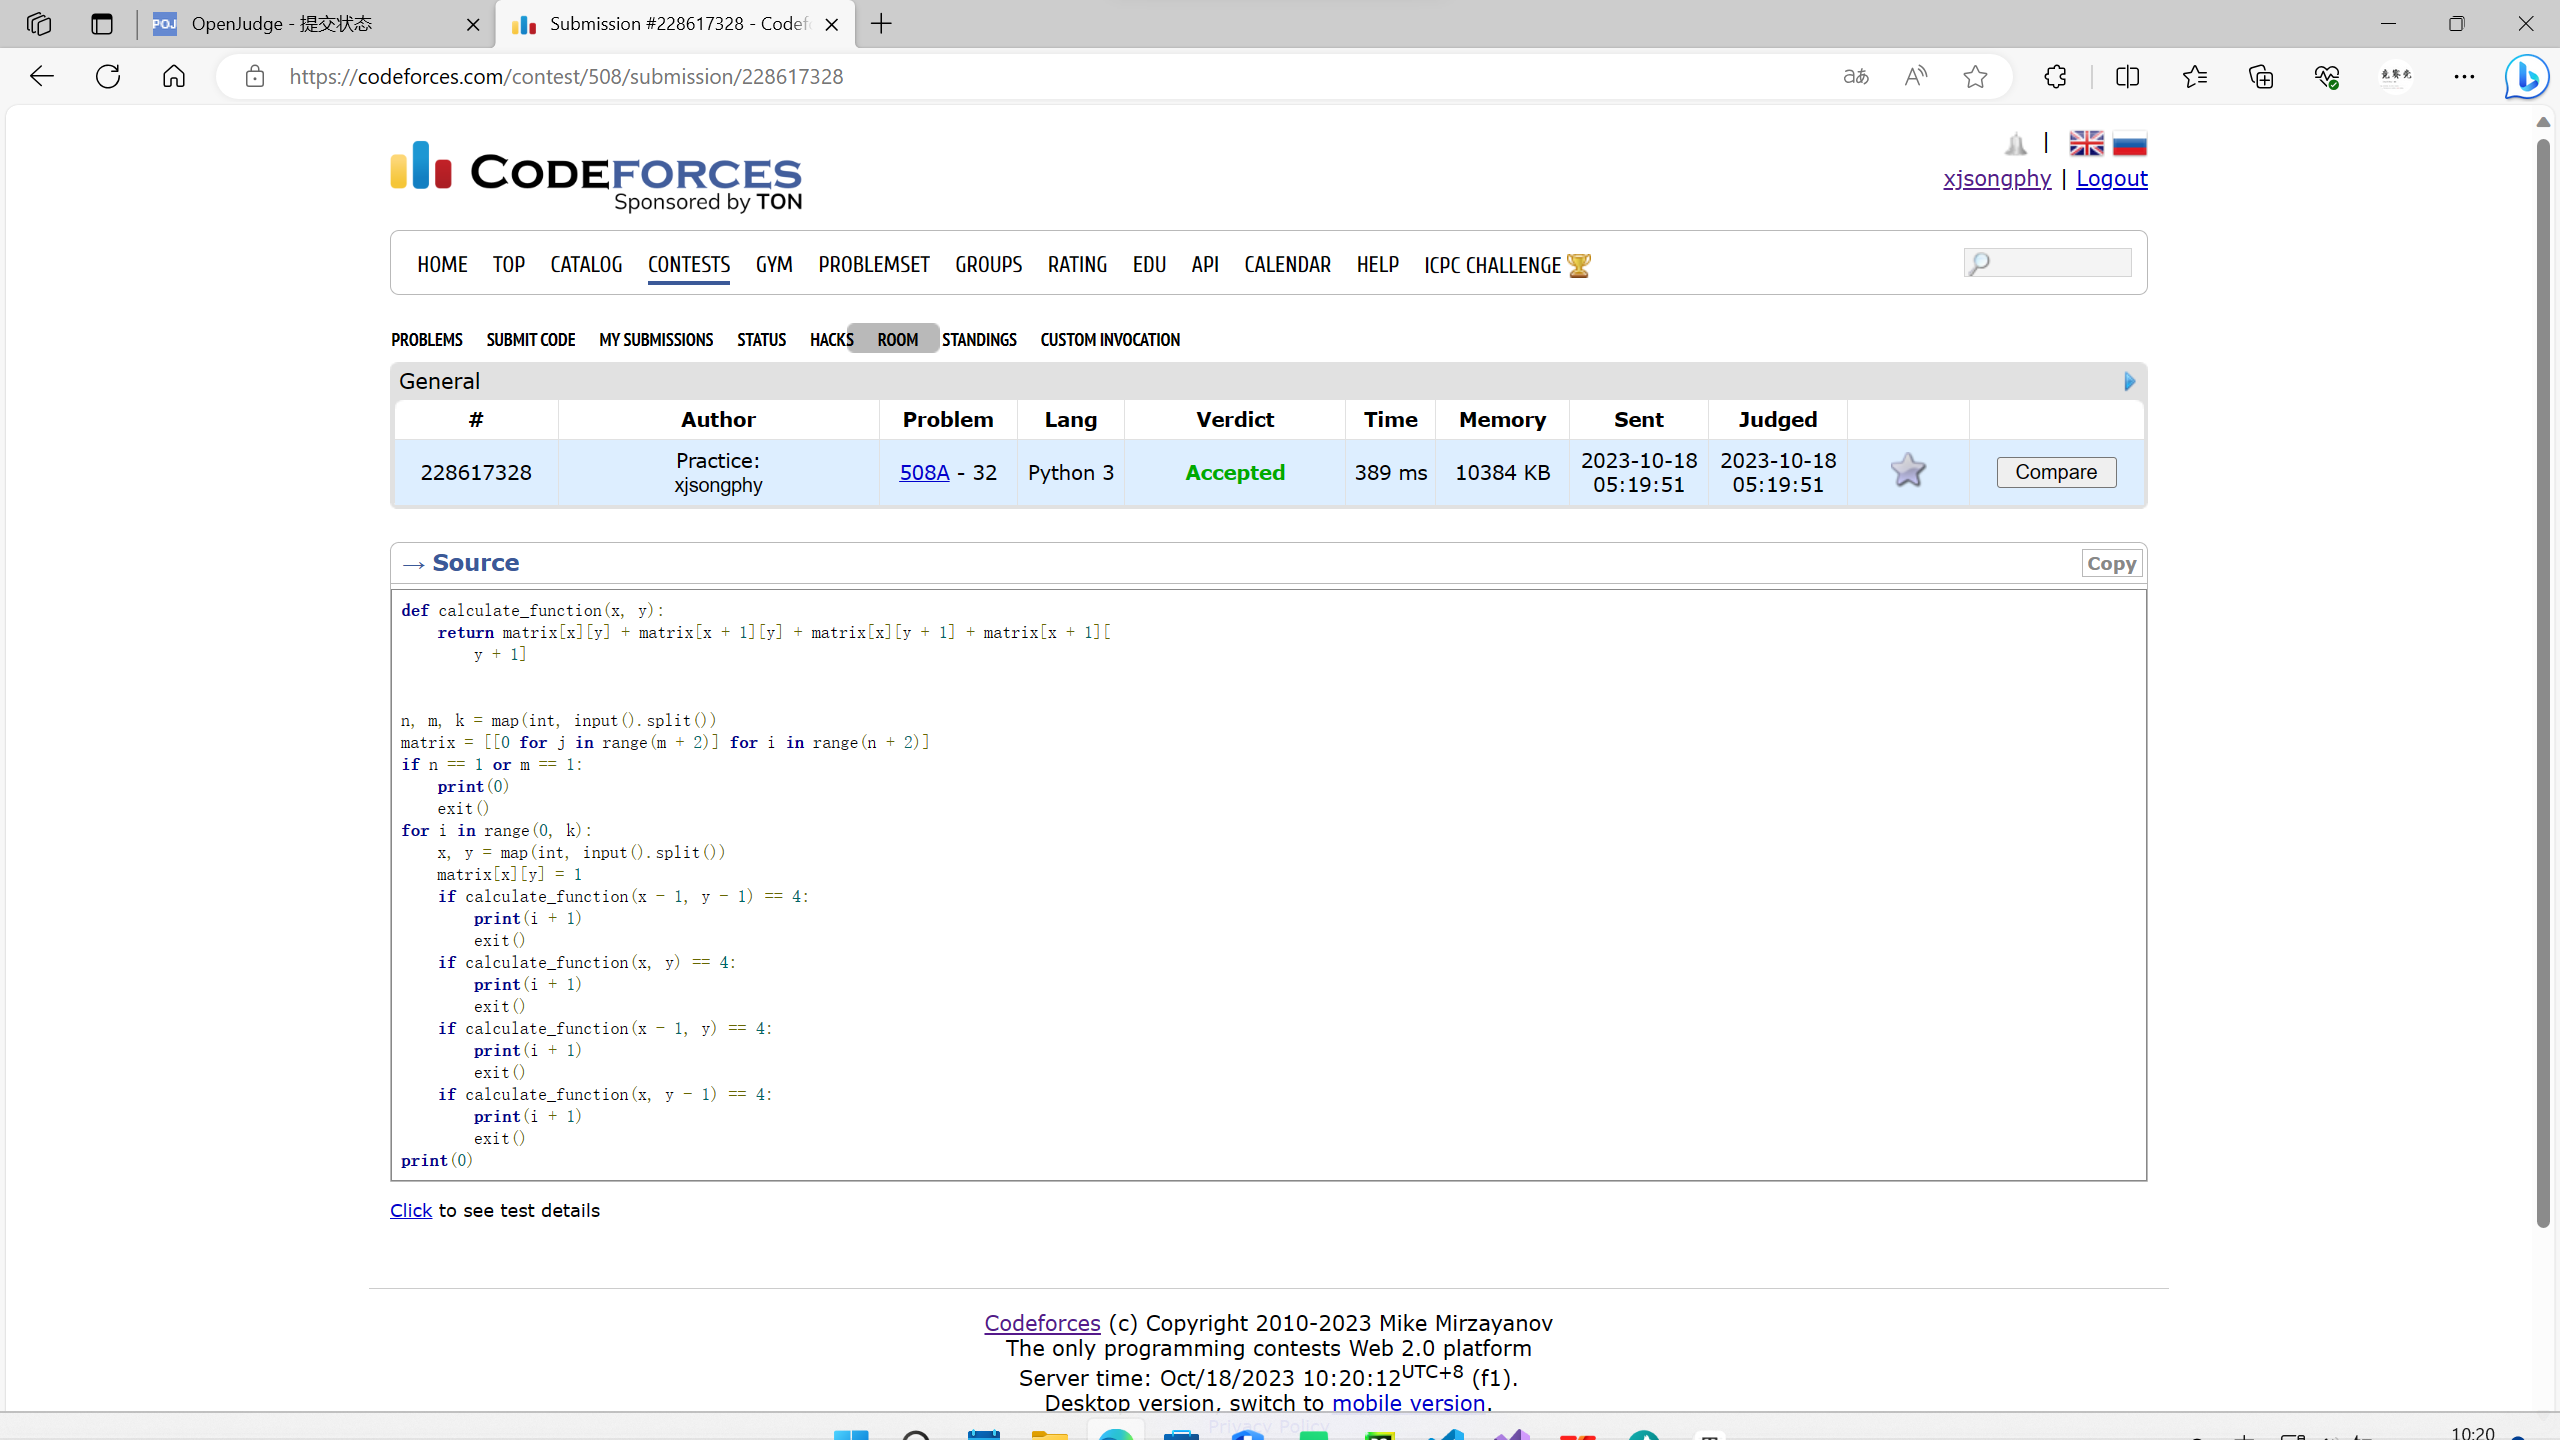 POJ OpenJudge - 提交状态
Submission #228617328 - Codefo
https://codeforces.com/contest/508/submission/228617328
CODEFORCES
Sponsored by TON
|
xjsongphy | Logout
HOME TOP CATALOG CONTESTS GYM PROBLEMSET GROUPS RATING EDU API CALENDAR HELP ICPC CHALLENGE
PROBLEMS SUBMIT CODE MY SUBMISSIONS STATUS HACKS ROOM STANDINGS CUSTOM INVOCATION
General
# Author Problem Lang Verdict Time Memory Sent Judged
228617328 Practice: xjsongphy 508A - 32 Python 3 Accepted 389 ms 10384 KB 2023-10-18 05:19:51 2023-10-18 05:19:51 Compare
→ Source Copy
def calculate_function(x, y):
    return matrix[x][y] + matrix[x + 1][y] + matrix[x][y + 1] + matrix[x + 1][
        y + 1]
n, m, k = map(int, input().split())
matrix = [[0 for j in range(m + 2)] for i in range(n + 2)]
if n == 1 or m == 1:
    print(0)
    exit()
for i in range(0, k):
    x, y = map(int, input().split())
    matrix[x][y] = 1
    if calculate_function(x - 1, y - 1) == 4:
        print(i + 1)
        exit()
    if calculate_function(x, y) == 4:
        print(i + 1)
        exit()
    if calculate_function(x - 1, y) == 4:
        print(i + 1)
        exit()
    if calculate_function(x, y - 1) == 4:
        print(i + 1)
        exit()
print(0)
Click to see test details
Codeforces (c) Copyright 2010-2023 Mike Mirzayanov
The only programming contests Web 2.0 platform
Server time: Oct/18/2023 10:20:12UTC+8 (f1).
Desktop version, switch to mobile version.
Privacy Policy
10:20